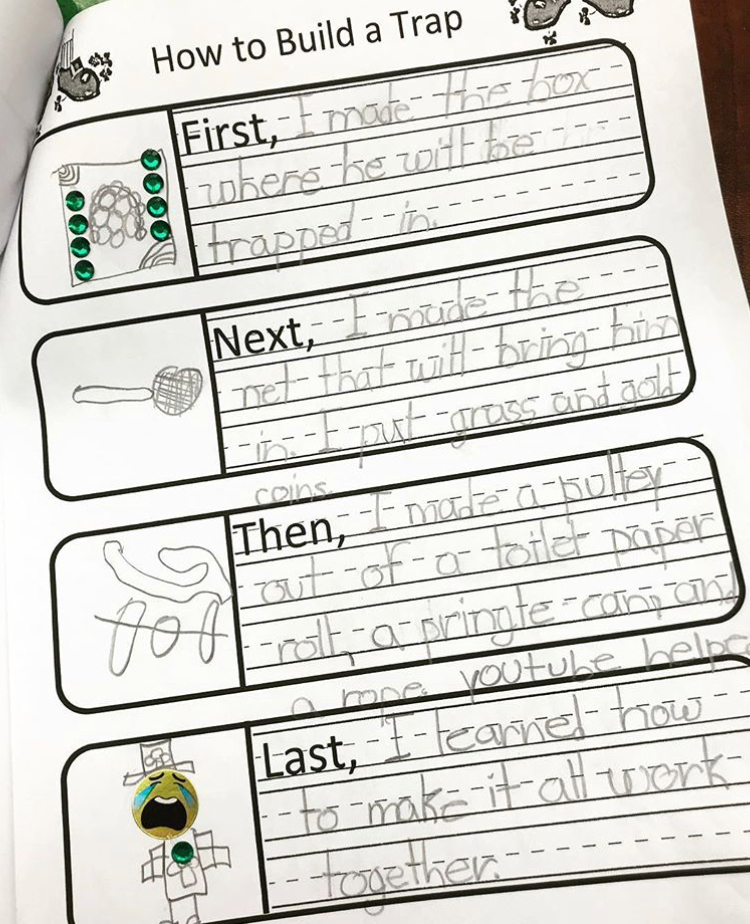 How to Build a Trap
First, I made the box
where he will be
trapped in.
Next, I made the
net that will bring him
in. I put grass and gold
coins.
Then, I made a pulley
out of a toilet paper
roll, a pringle can, and
a rope. youtube helpe
Last, I learned how
to make it all work
together.